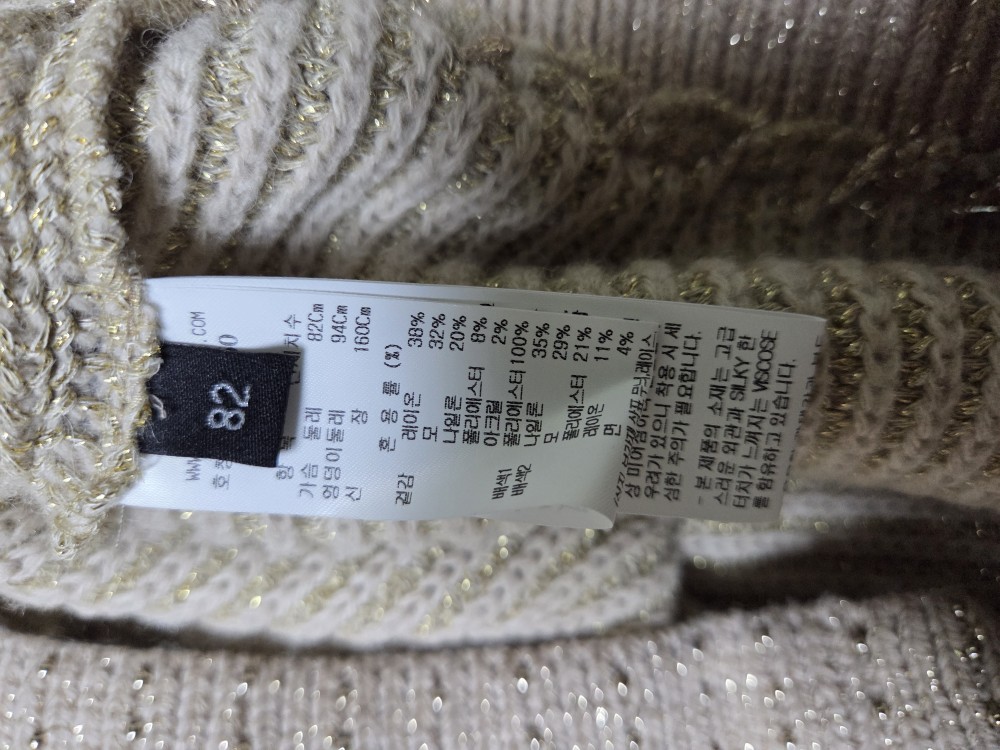 82
.COM
치수
가슴둘레 82Cm
엉덩이둘레 94Cm
신 장 160Cm
혼 용 률 (%)
겉감 레이온 38%
모 32%
나일론 20%
폴리에스터 8%
아크릴 2%
배색1 폴리에스터 100%
배색2 나일론 35%
모 29%
폴리에스터 21%
레이온 11%
면 4%
우려가 있으니 착용 시 세
심한 주의가 필요합니다.
- 본 제품의 소재는 고급
스러운 외관과 SILKY 한
터치가 느껴지는 VISCOSE
를 함유하고 있습니다.